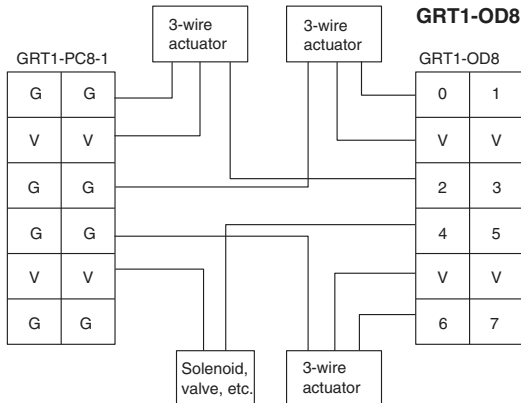 GRT1-OD8
3-wire
actuator
3-wire
actuator
GRT1-PC8-1
GRT1-OD8
G G
V V
G G
G G
V V
G G
0 1
V V
2 3
4 5
V V
6 7
Solenoid,
valve, etc.
3-wire
actuator